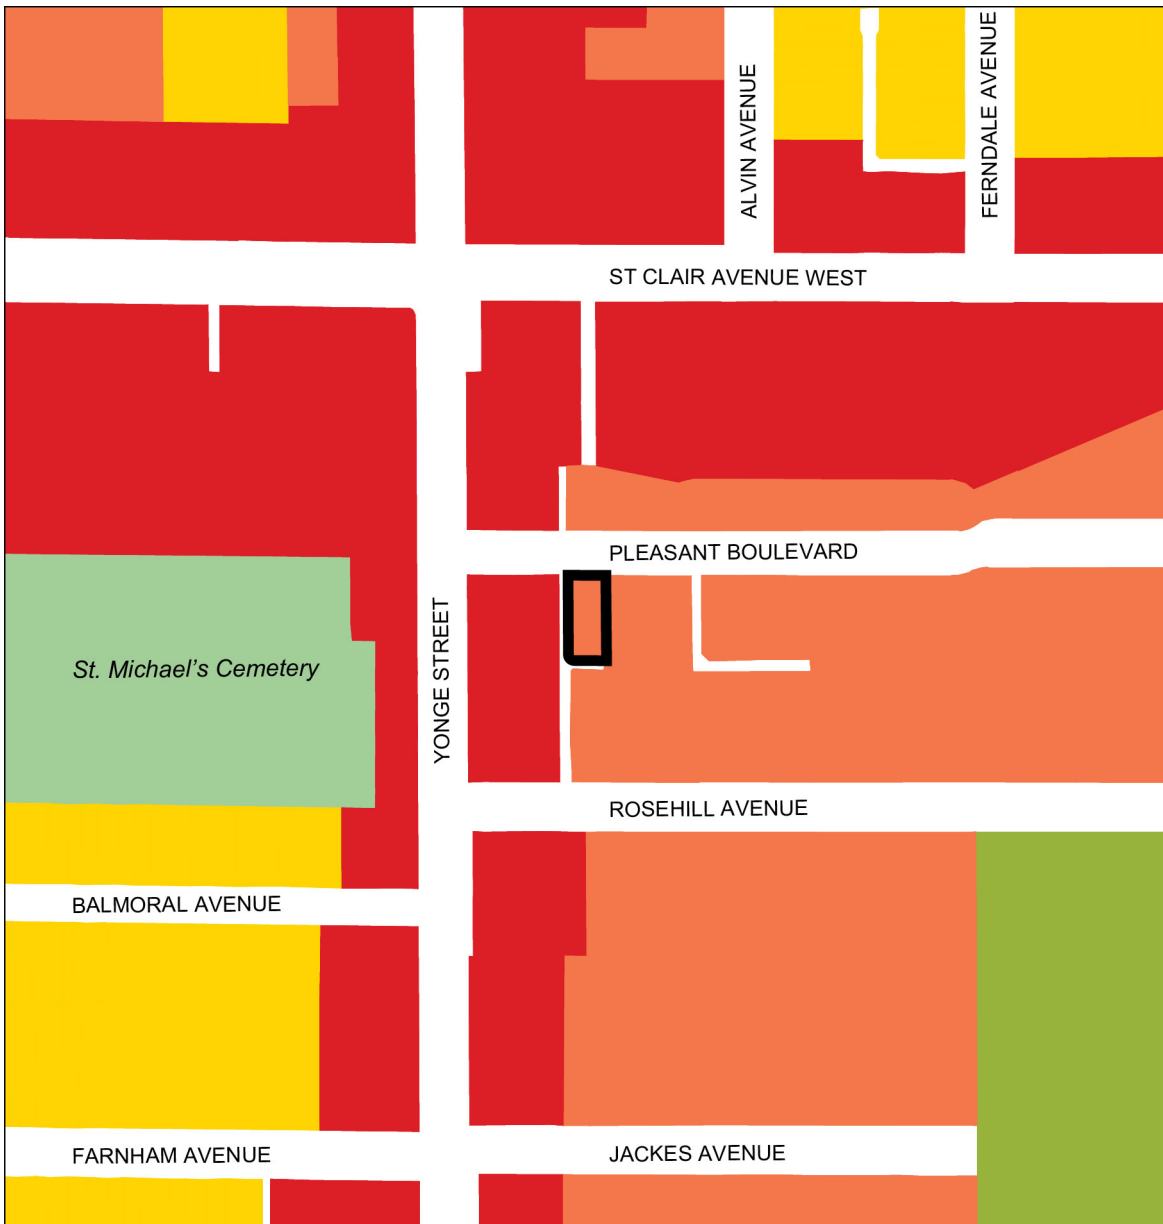 ALVIN AVENUE
FERNDALE AVENUE
ST CLAIR AVENUE WEST
PLEASANT BOULEVARD
St. Michael's Cemetery
YONGE STREET
ROSEHILL AVENUE
BALMORAL AVENUE
FARNHAM AVENUE
JACKES AVENUE